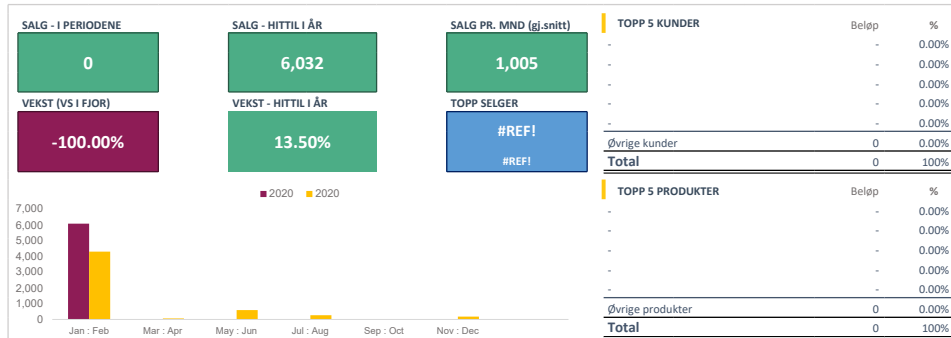 SALG - I PERIODENE
0
SALG - HITTIL I ÅR
6,032
SALG PR. MND (gj.snitt)
1,005
VEKST (VS I FJOR)
-100.00%
VEKST - HITTIL I ÅR
13.50%
TOPP SELGER
#REF!
#REF!
2020 2020
7,000
6,000
5,000
4,000
3,000
2,000
1,000
0
Jan : Feb Mar : Apr May : Jun Jul : Aug Sep : Oct Nov : Dec
TOPP 5 KUNDER Beløp %
- - 0.00%
- - 0.00%
- - 0.00%
- - 0.00%
- - 0.00%
Øvrige kunder 0 0.00%
Total 0 100%
TOPP 5 PRODUKTER Beløp %
- - 0.00%
- - 0.00%
- - 0.00%
- - 0.00%
- - 0.00%
Øvrige produkter 0 0.00%
Total 0 100%